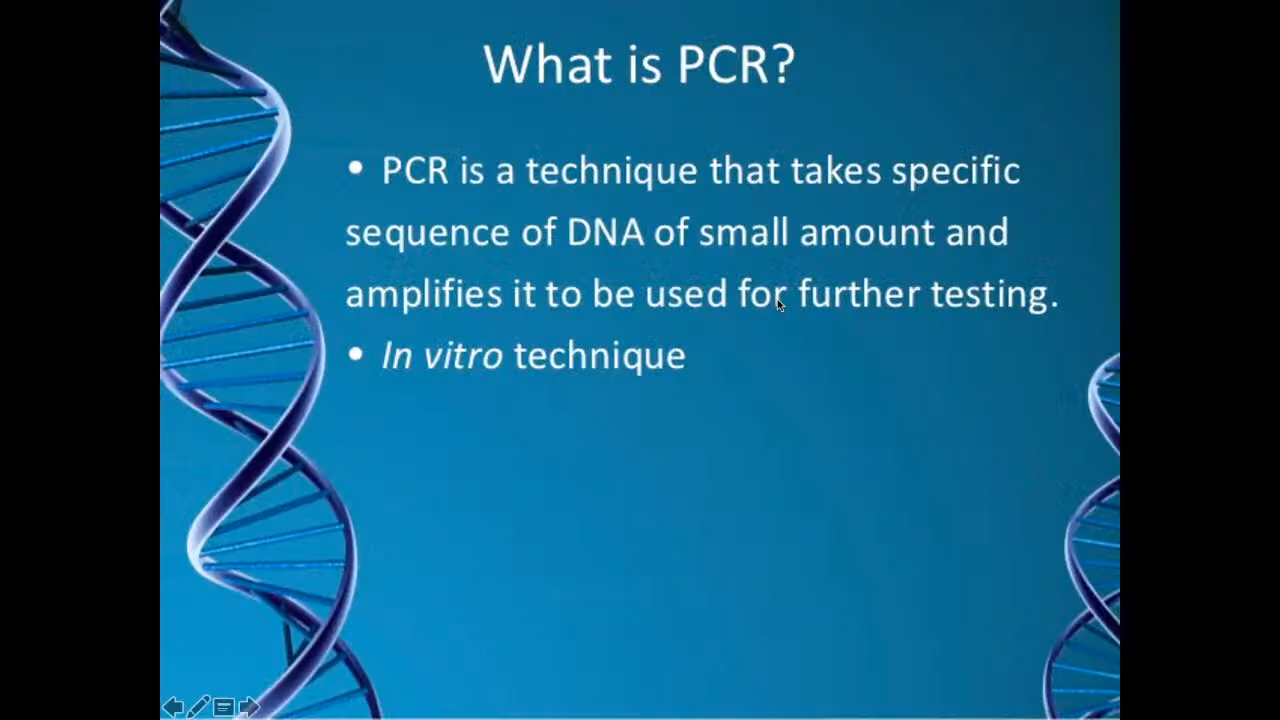 What is PCR?
• PCR is a technique that takes specific
sequence of DNA of small amount and
amplifies it to be used for further testing.
• In vitro technique